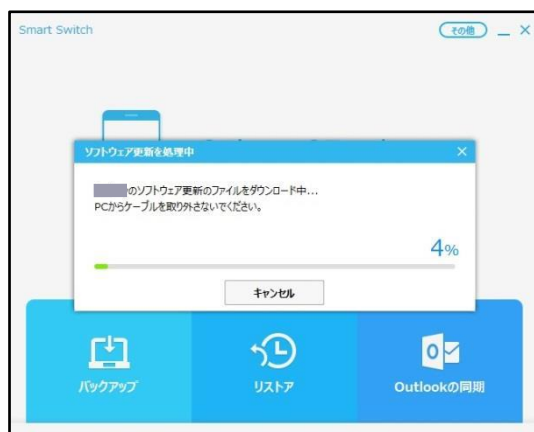 Smart Switch
その他
ソフトウェア更新を処理中
のソフトウェア更新のファイルをダウンロード中...
PCからケーブルを取り外さないでください。
4%
キャンセル
バックアップ
リストア
Outlookの同期